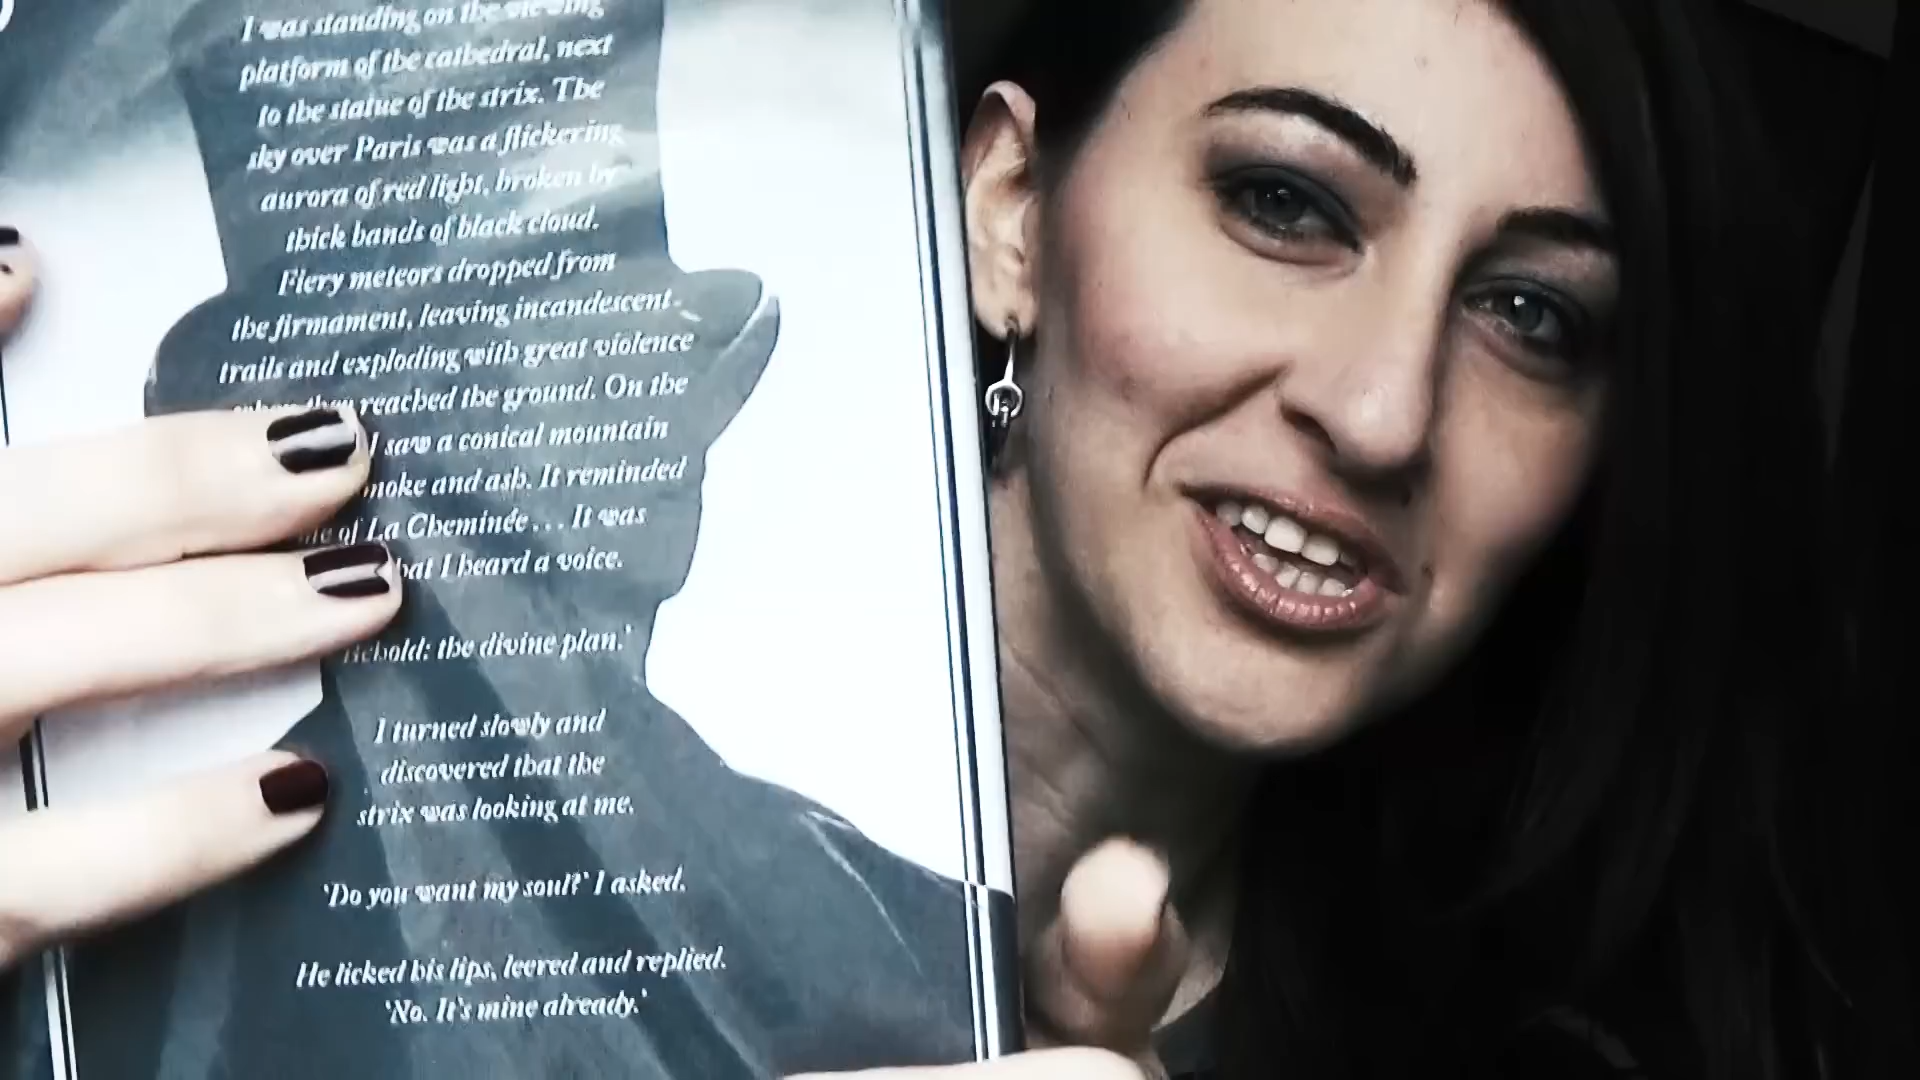 I was standing on the viewing
platform of the cathedral, next
to the statue of the strix. The
sky over Paris was a flickering
aurora of red light, broken by
thick bands of black cloud.
Fiery meteors dropped from
the firmament, leaving incandescent
trails and exploding with great violence
when they reached the ground. On the
I saw a conical mountain
smoke and ash. It reminded
me of La Cheminée... It was
that I heard a voice.
'Behold: the divine plan.'
I turned slowly and
discovered that the
strix was looking at me.
'Do you want my soul?' I asked.
He licked his lips, leered and replied.
'No. It's mine already.'